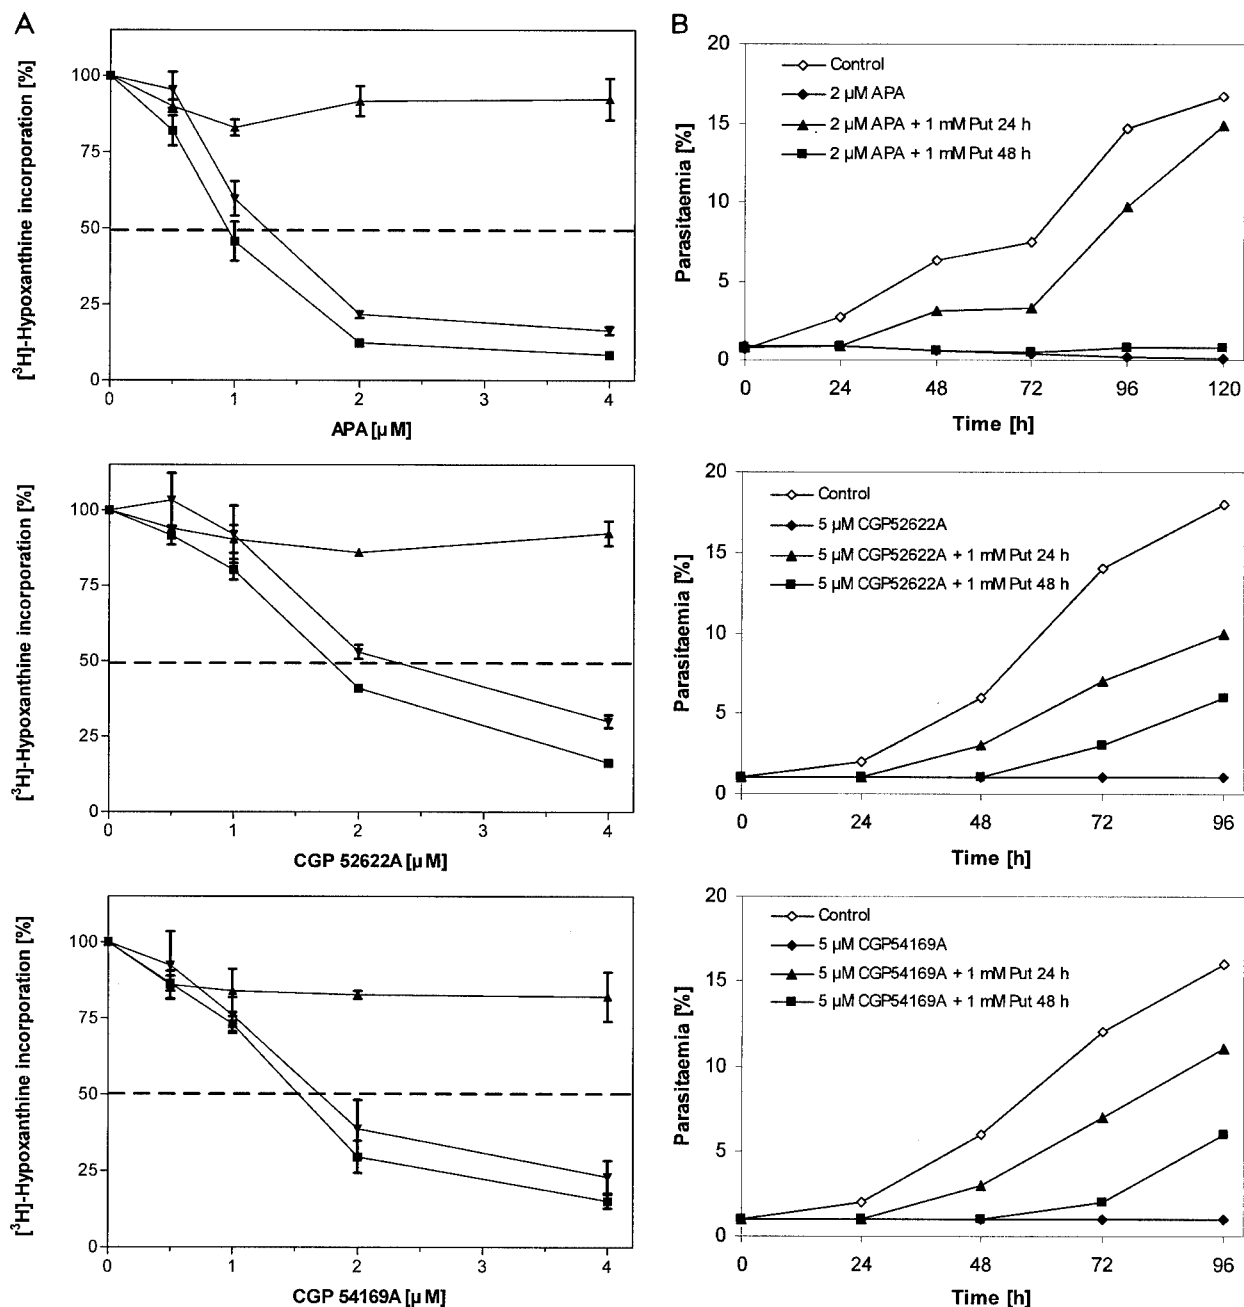 A
[³H]-Hypoxanthine incorporation [%]
100
75
50
25
0
0 1 2 3 4
APA [µM]
B
Parasitaemia [%]
20
15
10
5
0
Control
2 µM APA
2 µM APA + 1 mM Put 24 h
2 µM APA + 1 mM Put 48 h
0 24 48 72 96 120
Time [h]
[³H]-Hypoxanthine incorporation [%]
100
75
50
25
0
0 1 2 3 4
CGP 52622A [µM]
Parasitaemia [%]
20
15
10
5
0
Control
5 µM CGP52622A
5 µM CGP52622A + 1 mM Put 24 h
5 µM CGP52622A + 1 mM Put 48 h
0 24 48 72 96
Time [h]
[³H]-Hypoxanthine incorporation [%]
100
75
50
25
0
0 1 2 3 4
CGP 54169A [µM]
Parasitaemia [%]
20
15
10
5
0
Control
5 µM CGP54169A
5 µM CGP54169A + 1 mM Put 24 h
5 µM CGP54169A + 1 mM Put 48 h
0 24 48 72 96
Time [h]